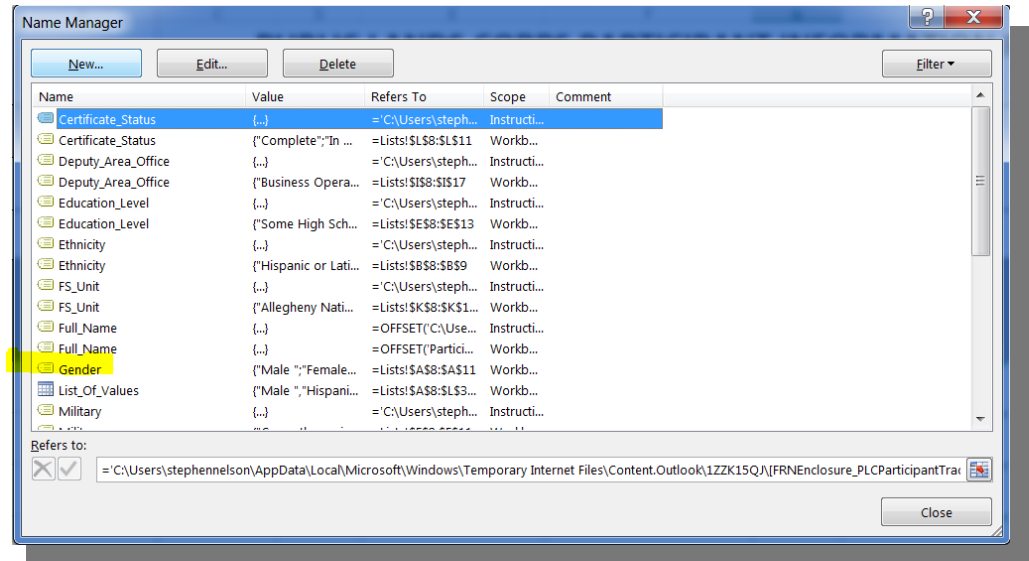 Name Manager
New... Edit... Delete Filter
Name Value Refers To Scope Comment
Certificate_Status {...} ='C:\Users\steph... Instructi...
Certificate_Status {"Complete";"In ... =Lists!$L$8:$L$11 Workb...
Deputy_Area_Office {...} ='C:\Users\steph... Instructi...
Deputy_Area_Office {"Business Opera... =Lists!$I$8:$I$17 Workb...
Education_Level {...} ='C:\Users\steph... Instructi...
Education_Level {"Some High Sch... =Lists!$E$8:$E$13 Workb...
Ethnicity {...} ='C:\Users\steph... Instructi...
Ethnicity {"Hispanic or Lati... =Lists!$B$8:$B$9 Workb...
FS_Unit {...} ='C:\Users\steph... Instructi...
FS_Unit {"Allegheny Nati... =Lists!$K$8:$K$1... Workb...
Full_Name {...} =OFFSET('C:\Use... Instructi...
Full_Name {...} =OFFSET('Partici... Workb...
Gender {"Male ";"Female... =Lists!$A$8:$A$11 Workb...
List_Of_Values {"Male ","Hispani... =Lists!$A$8:$L$3... Workb...
Military {...} ='C:\Users\steph... Instructi...
Refers to:
='C:\Users\stephennelson\AppData\Local\Microsoft\Windows\Temporary Internet Files\Content.Outlook\1ZZK15QJ\[FRNEnclosure_PLCParticipantTrac
Close